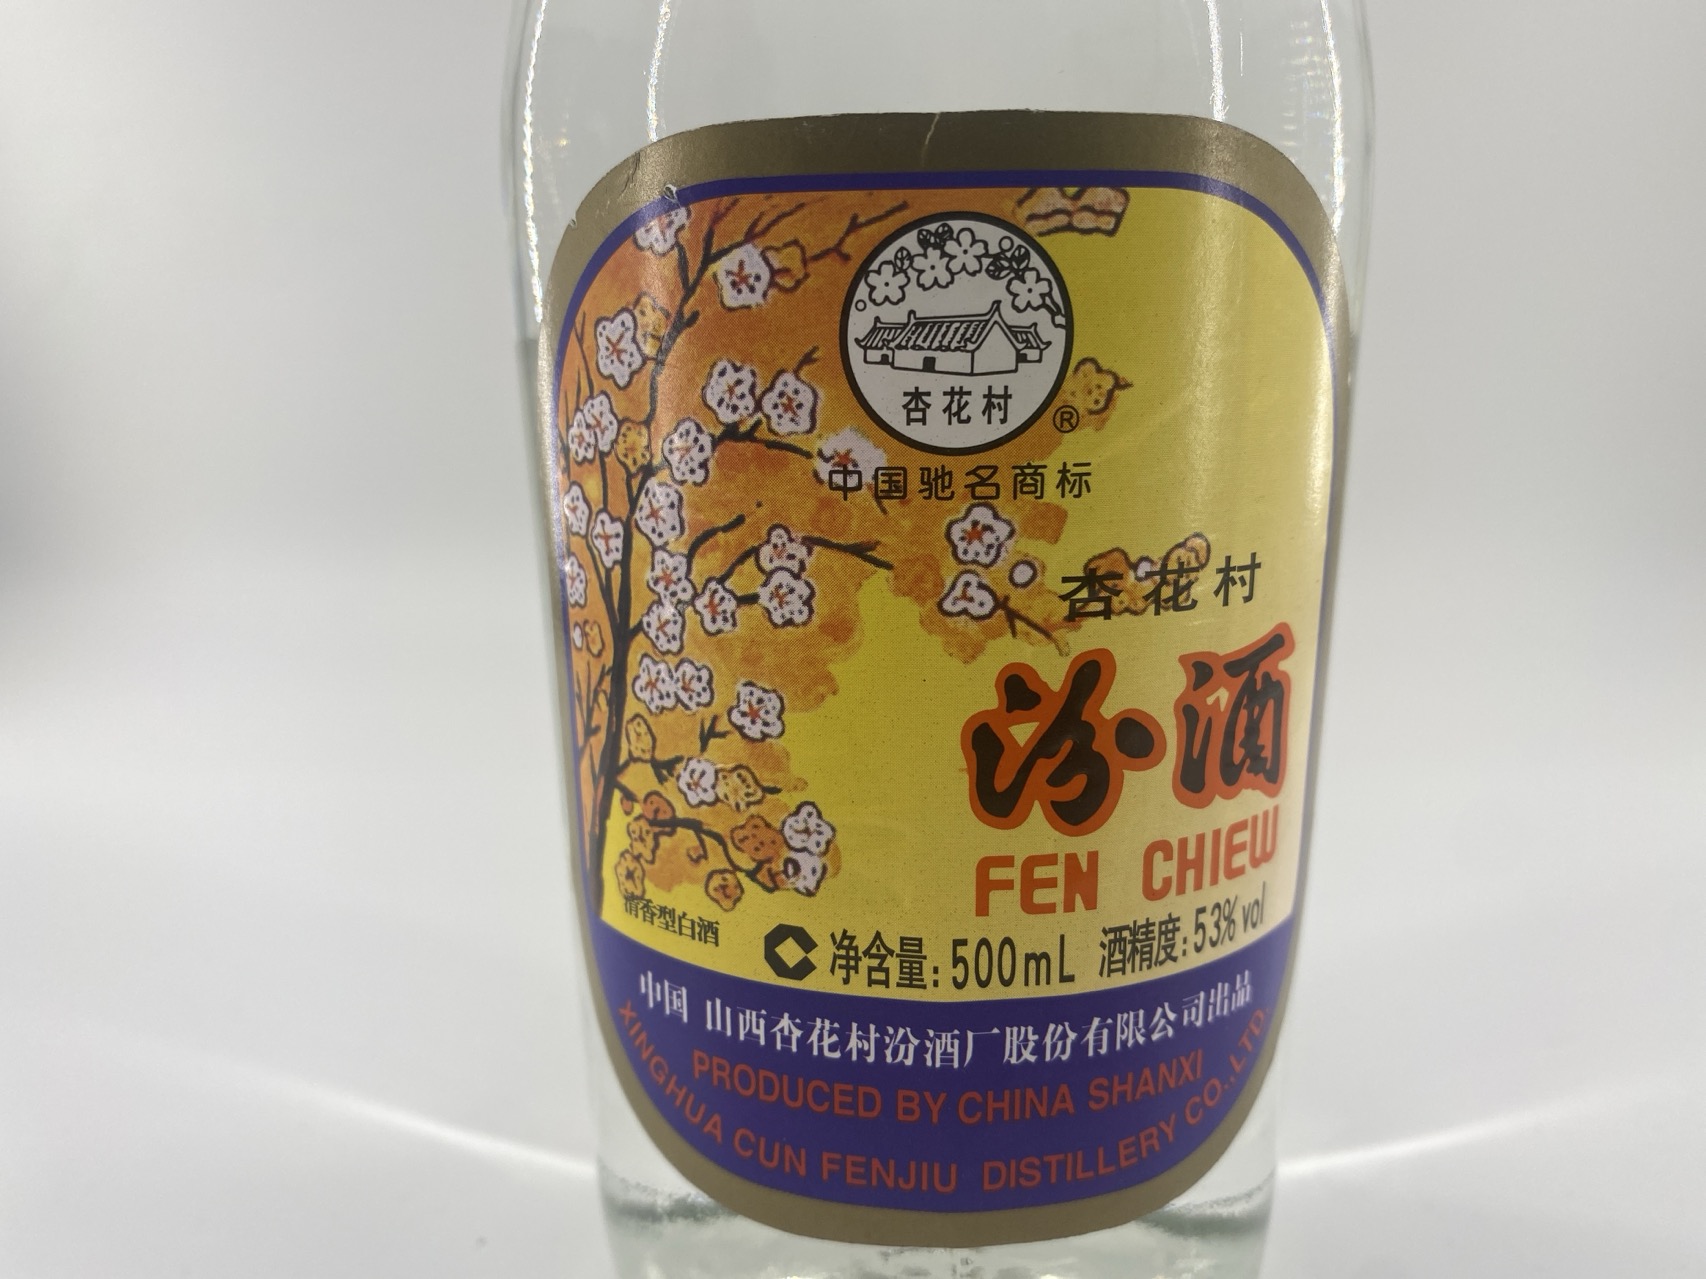 杏花村
®
中国驰名商标
杏花村
汾酒
FEN CHIEW
清香型白酒
净含量:500mL 酒精度:53%vol
中国 山西杏花村汾酒厂股份有限公司出品
PRODUCED BY CHINA SHANXI
XINGHUA CUN FENJIU DISTILLERY CO.,LTD.